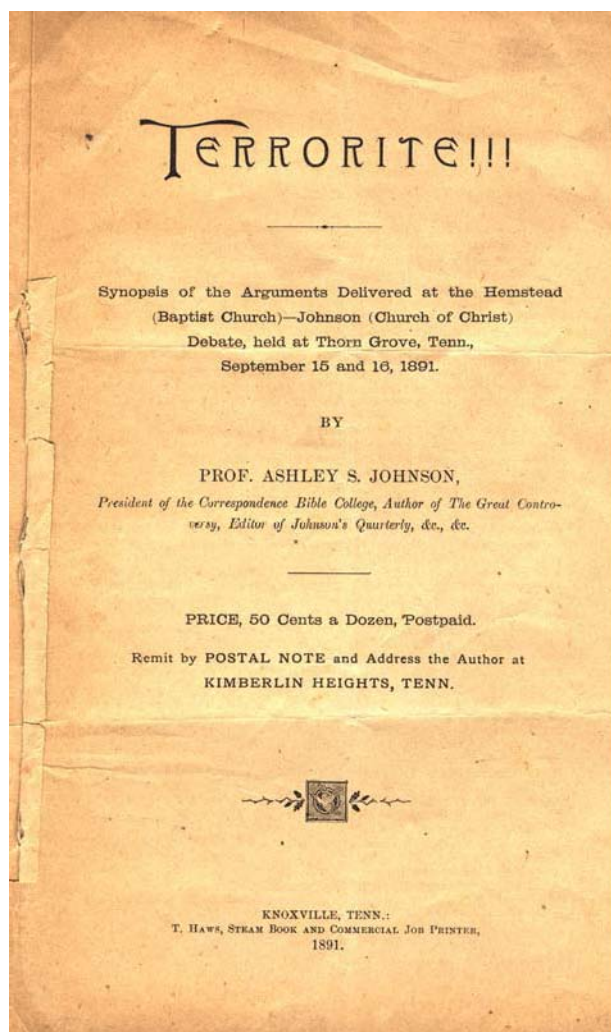 TERRORITE!!!
Synopsis of the Arguments Delivered at the Hemstead
(Baptist Church)—Johnson (Church of Christ)
Debate, held at Thorn Grove, Tenn.,
September 15 and 16, 1891.
BY
PROF. ASHLEY S. JOHNSON,
President of the Correspondence Bible College, Author of The Great Contro-
versy, Editor of Johnson's Quarterly, &c., &c.
PRICE, 50 Cents a Dozen, Postpaid.
Remit by POSTAL NOTE and Address the Author at
KIMBERLIN HEIGHTS, TENN.
KNOXVILLE, TENN.:
T. HAWS, STEAM BOOK AND COMMERCIAL JOB PRINTER,
1891.